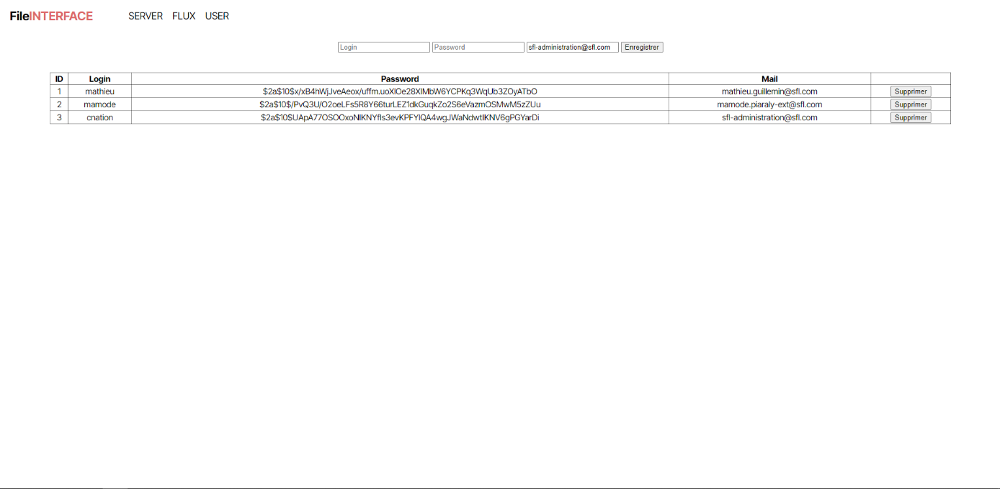 FileINTERFACE SERVER FLUX USER
Login Password sfl-administration@sfl.com Enregistrer
ID Login Password Mail
1 mathieu $2a$10$x/xB4hWjJveAeox/uffm.uoXlOe28XlMbW6YCPKq3WqUb3ZOyATbO mathieu.guillemin@sfl.com Supprimer
2 mamode $2a$10$/PvQ3U/O2oeLFs5R8Y66turLEZ1dkGuqkZo2S6eVazmOSMwM5zZUu mamode.piaraly-ext@sfl.com Supprimer
3 cnation $2a$10$UApA77OSOOxoNlKNYfls3evKPFYlQA4wgJWaNdwtIKNV6gPGYarDi sfl-administration@sfl.com Supprimer